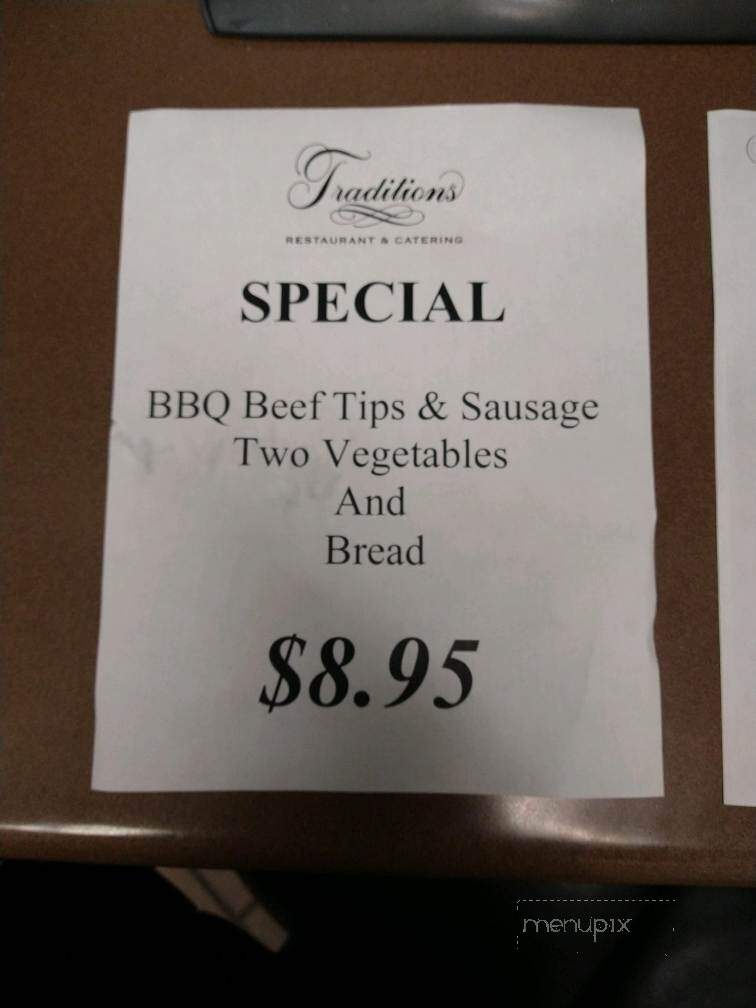 Traditions
RESTAURANT & CATERING
SPECIAL
BBQ Beef Tips & Sausage
Two Vegetables
And
Bread
$8.95
menupix